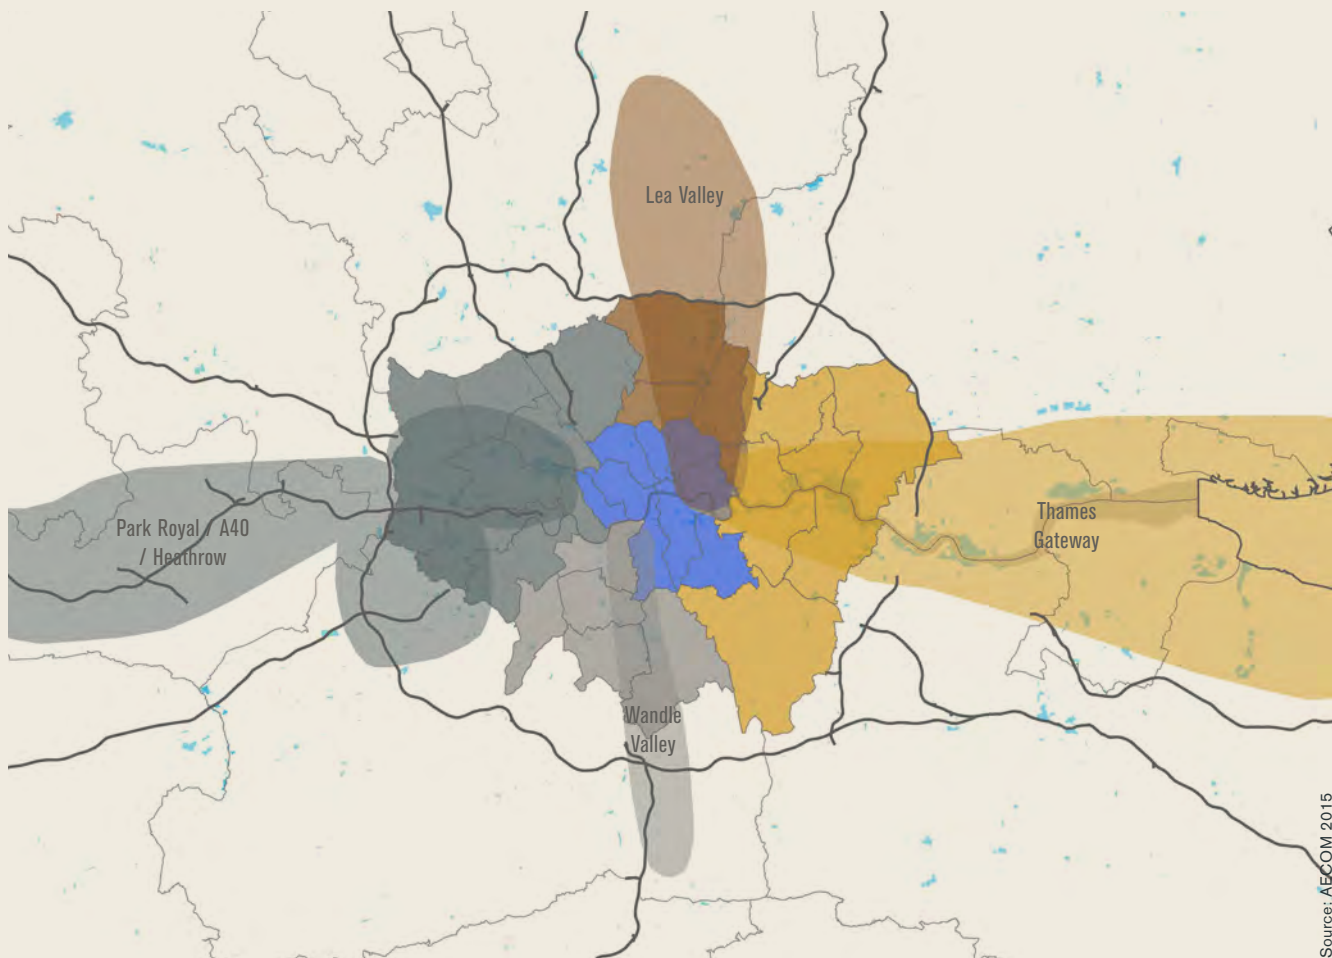 Lea Valley
Park Royal / A40
/ Heathrow
Thames
Gateway
Wandle
Valley
Source: AECOM 2015